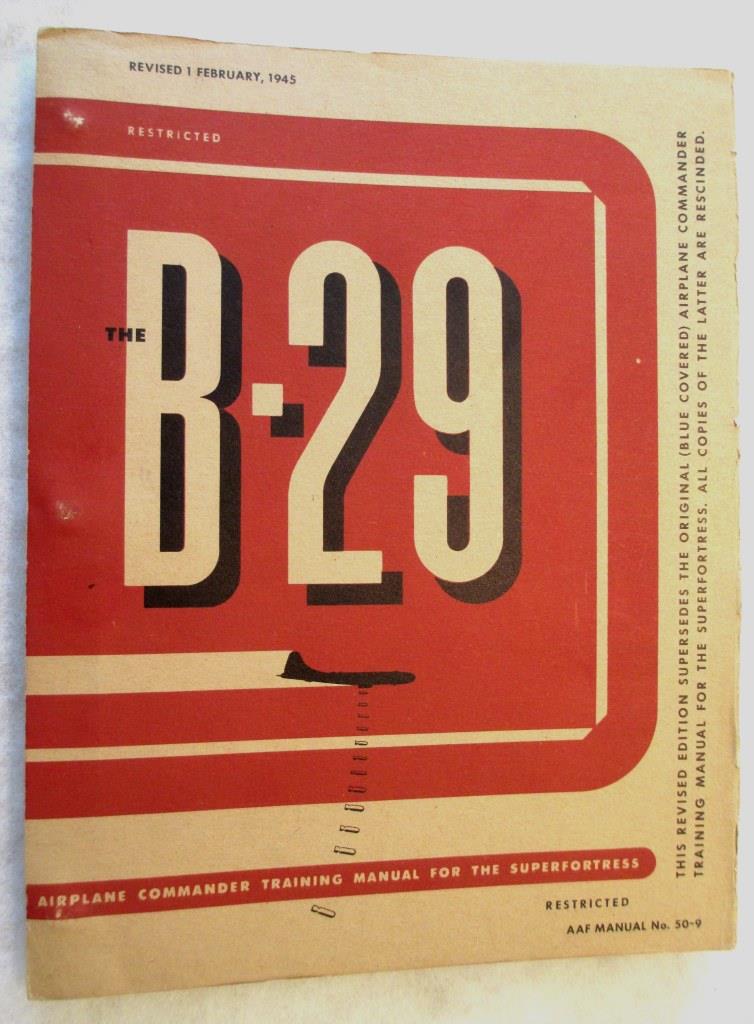 REVISED 1 FEBRUARY, 1945
RESTRICTED
THE
B-29
AIRPLANE COMMANDER TRAINING MANUAL FOR THE SUPERFORTRESS
RESTRICTED
AAF MANUAL No. 50-9
THIS REVISED EDITION SUPERSEDES THE ORIGINAL (BLUE COVERED) AIRPLANE COMMANDER
TRAINING MANUAL FOR THE SUPERFORTRESS. ALL COPIES OF THE LATTER ARE RESCINDED.